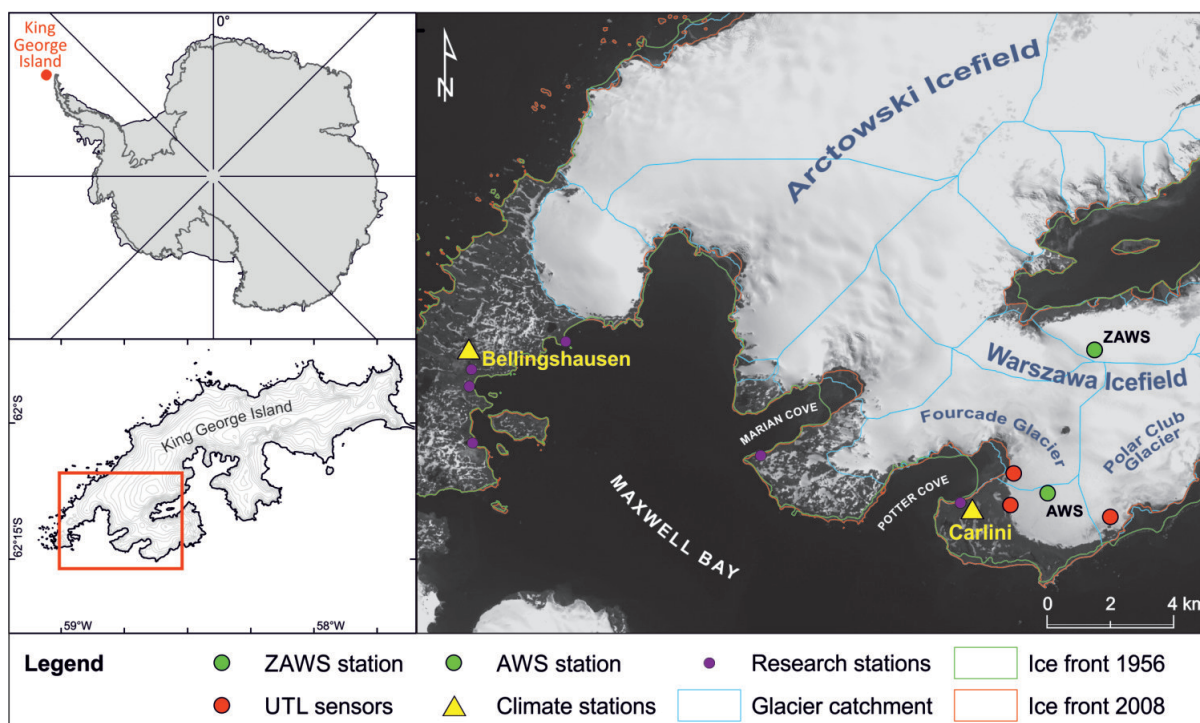 King
George
Island
0°
N
Arctowski Icefield
ZAWS
Bellingshausen
Warszawa Icefield
MARIAN COVE
Fourcade Glacier
Polar Club
Glacier
POTTER COVE
AWS
MAXWELL BAY
Carlini
0 2 4 km
King George Island
62°S
62°15'S
59°W
58°W
Legend
ZAWS station
AWS station
Research stations
Ice front 1956
UTL sensors
Climate stations
Glacier catchment
Ice front 2008